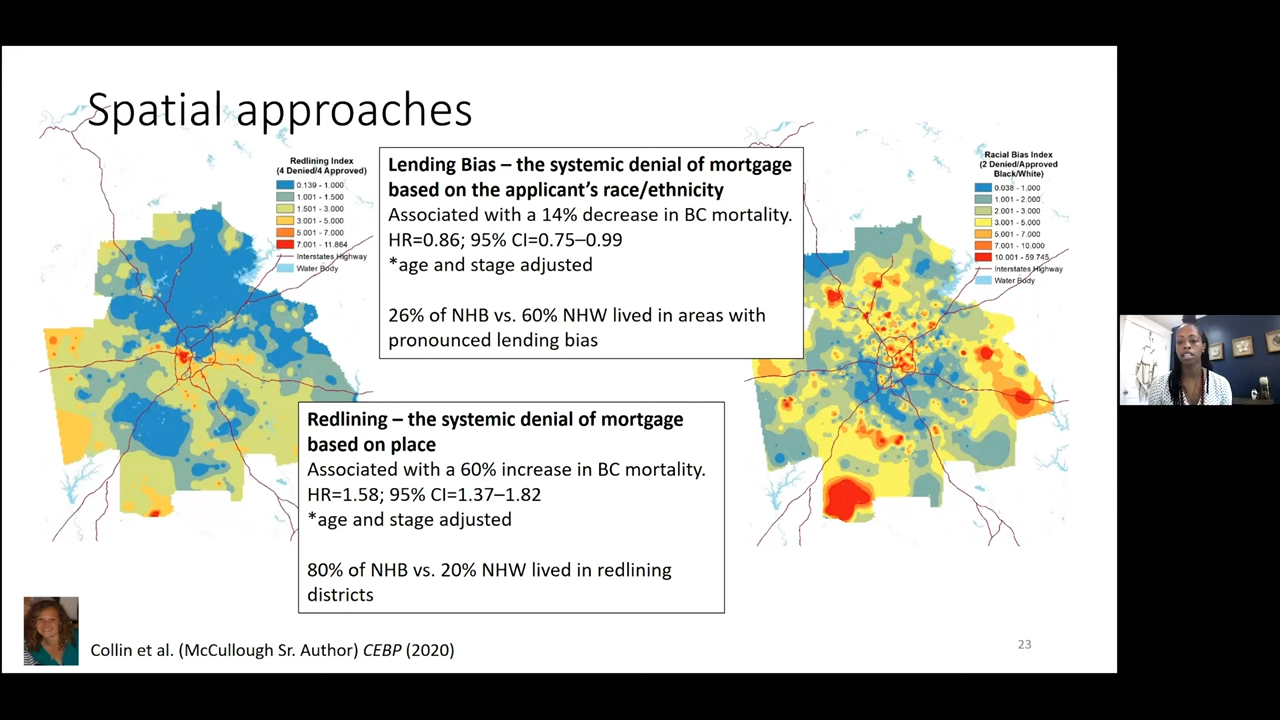 Spatial approaches
Redlining Index
(4 Denied/4 Approved)
0.139 - 1.000
1.001 - 1.500
1.501 - 3.000
3.001 - 5.000
5.001 - 7.000
7.001 - 11.864
Interstates Highway
Water Body
Lending Bias – the systemic denial of mortgage
based on the applicant's race/ethnicity
Associated with a 14% decrease in BC mortality.
HR=0.86; 95% CI=0.75–0.99
*age and stage adjusted
26% of NHB vs. 60% NHW lived in areas with
pronounced lending bias
Racial Bias Index
(2 Denied/Approved
Black/White)
0.038 - 1.000
1.001 - 2.000
2.001 - 3.000
3.001 - 5.000
5.001 - 7.000
7.001 - 10.000
10.001 - 59.745
Interstates Highway
Water Body
Redlining – the systemic denial of mortgage
based on place
Associated with a 60% increase in BC mortality.
HR=1.58; 95% CI=1.37–1.82
*age and stage adjusted
80% of NHB vs. 20% NHW lived in redlining
districts
Collin et al. (McCullough Sr. Author) CEBP (2020)
23